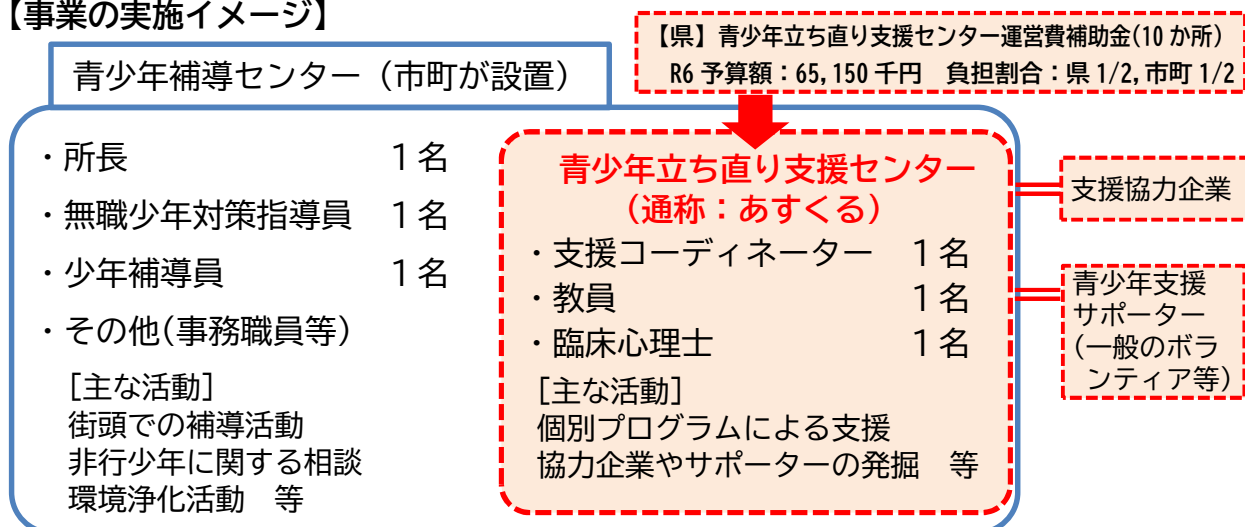 【事業の実施イメージ】
【県】青少年立ち直り支援センター運営費補助金(10か所)
R6予算額：65,150千円　負担割合：県1/2,市町1/2
青少年補導センター（市町が設置）
・所長　1名
・無職少年対策指導員　1名
・少年補導員　1名
・その他(事務職員等)
［主な活動］
街頭での補導活動
非行少年に関する相談
環境浄化活動　等
青少年立ち直り支援センター
（通称：あすくる）
・支援コーディネーター　1名
・教員　1名
・臨床心理士　1名
［主な活動］
個別プログラムによる支援
協力企業やサポーターの発掘　等
支援協力企業
青少年支援
サポーター
(一般のボラ
ンティア等)